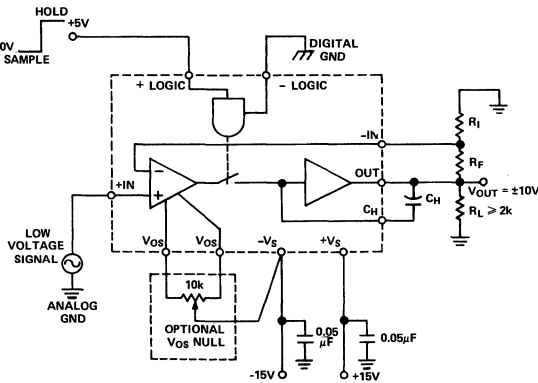 HOLD
+5V
0V
SAMPLE
DIGITAL
GND
+ LOGIC
- LOGIC
-IN
RI
RF
OUT
VOUT = ±10V
CH
RL ≥ 2k
CH
+IN
LOW
VOLTAGE
SIGNAL
ANALOG
GND
VOS
VOS
-VS
+VS
10k
OPTIONAL
VOS NULL
0.05
µF
0.05µF
-15V
+15V